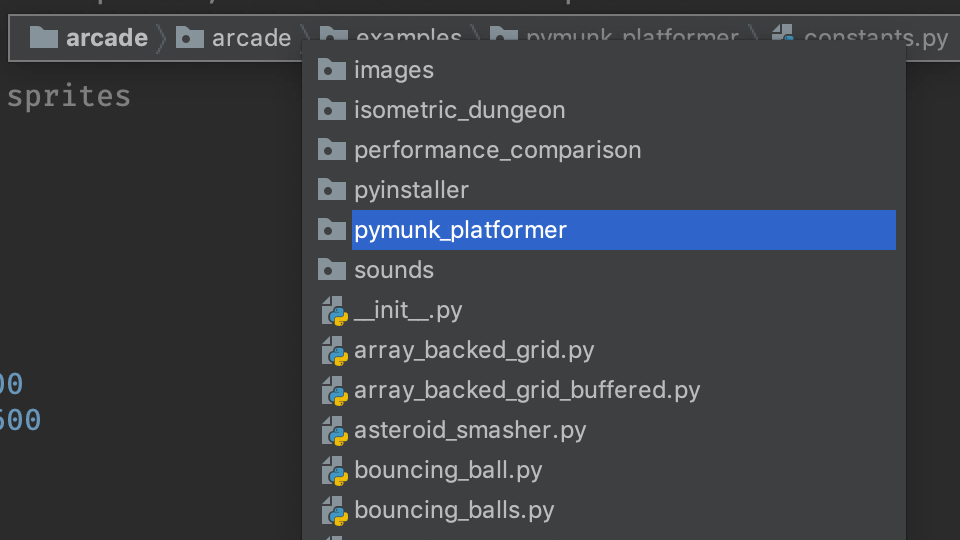 arcade arcade examples pymunk_platformer constants.py
sprites
images
isometric_dungeon
performance_comparison
pyinstaller
pymunk_platformer
sounds
__init__.py
array_backed_grid.py
00
array_backed_grid_buffered.py
600
asteroid_smasher.py
bouncing_ball.py
bouncing_balls.py